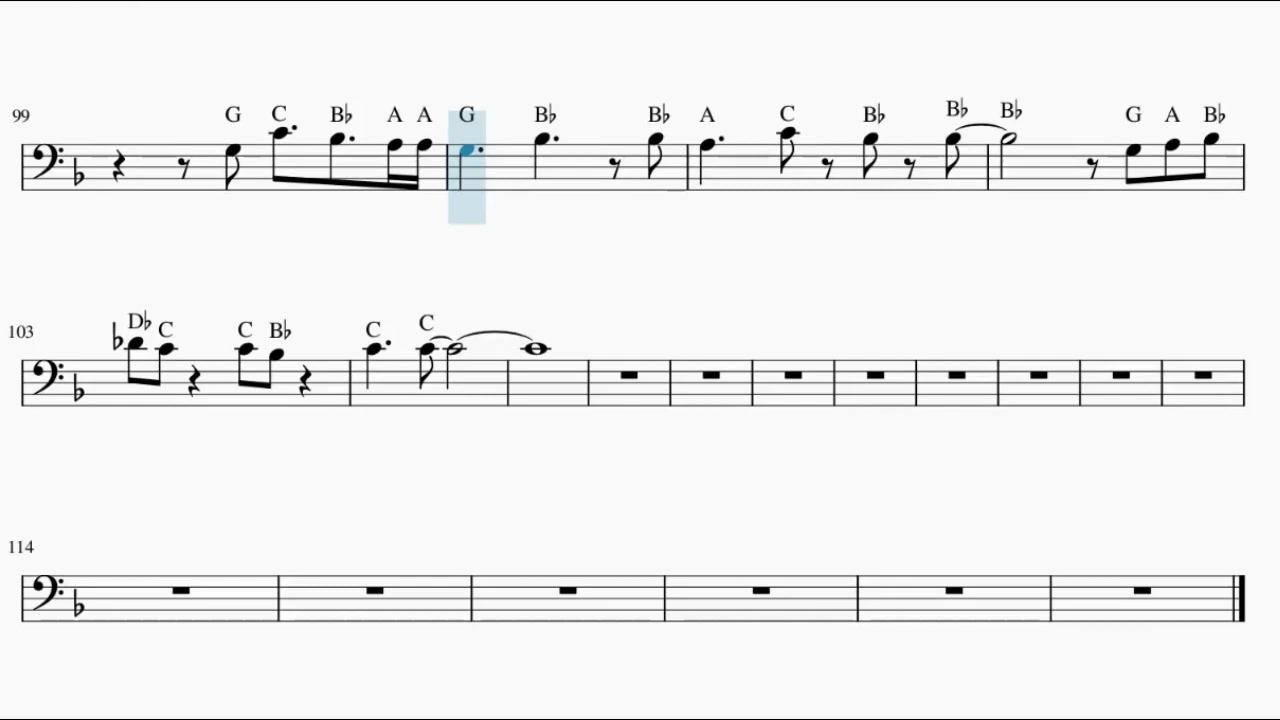 99 G C B♭ A A G B♭ B♭ A C B♭ B♭ B♭ G A B♭
103 D♭ C C B♭ C C
114